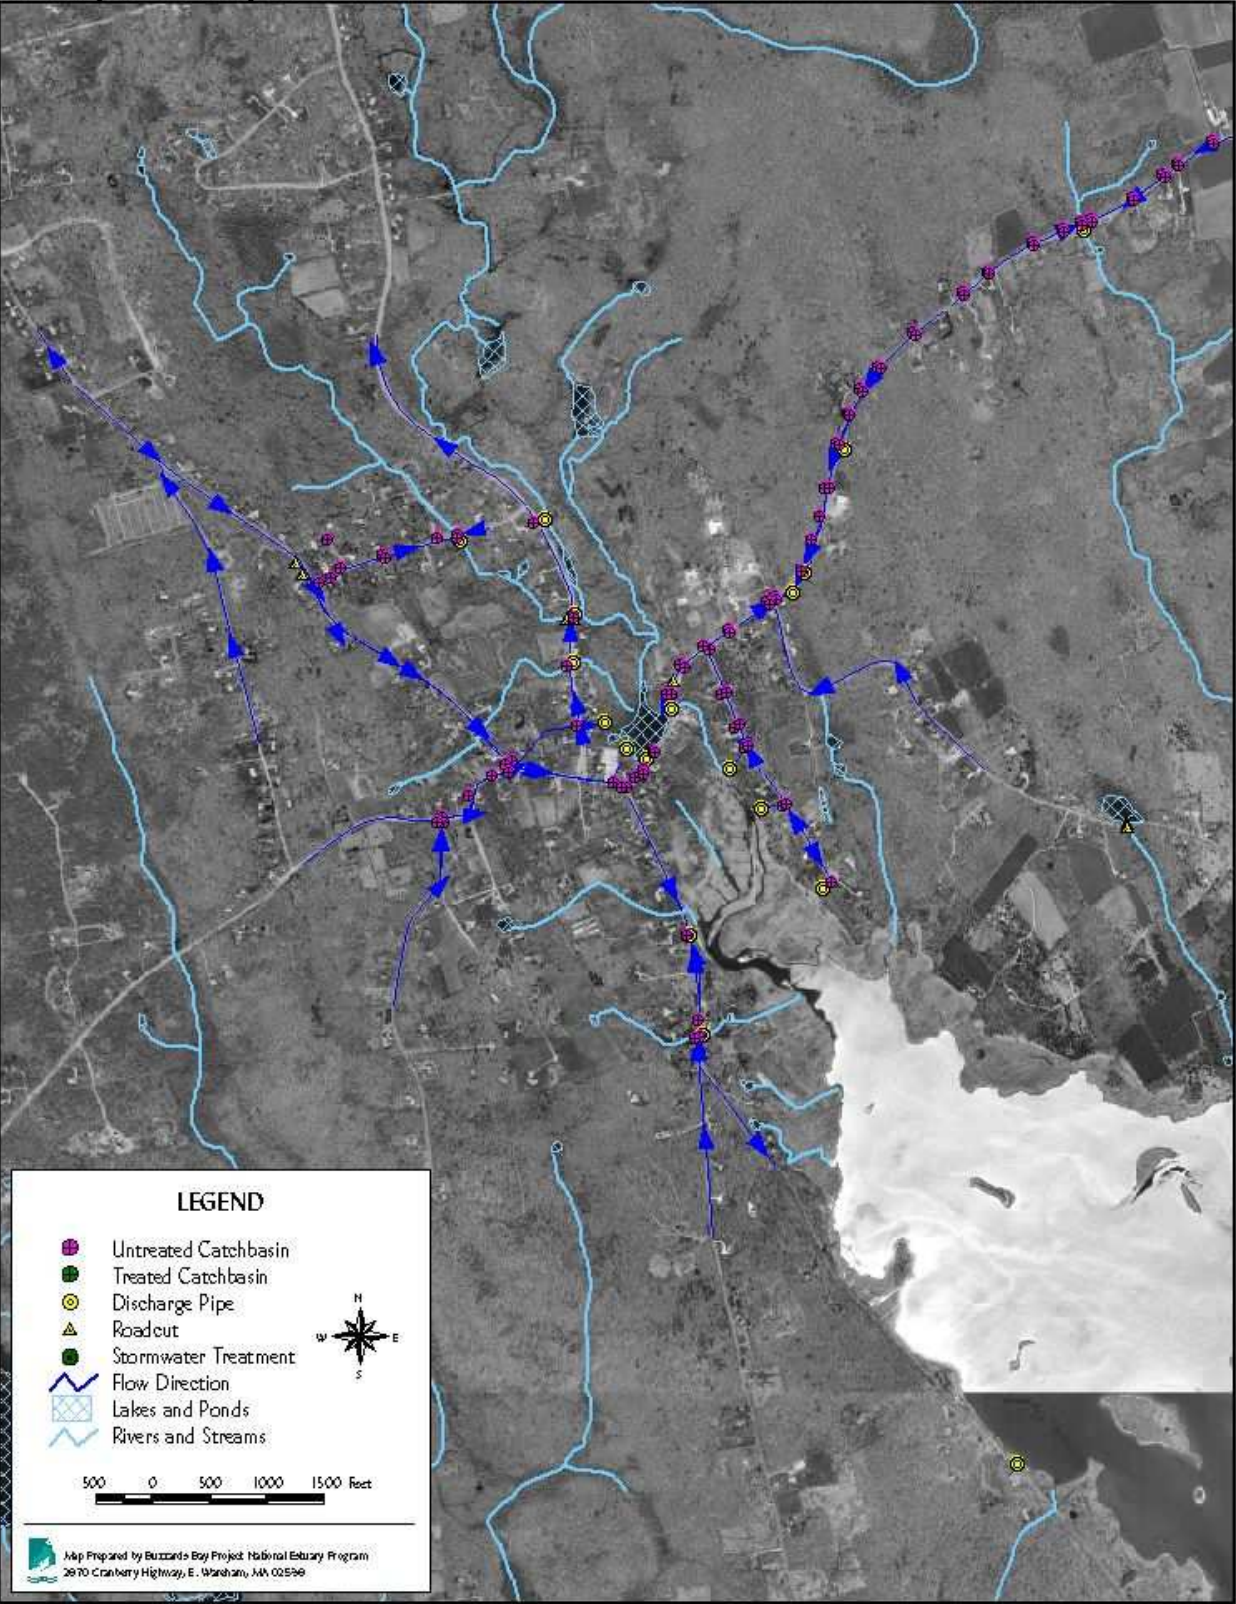 LEGEND
Untreated Catchbasin
Treated Catchbasin
Discharge Pipe
Roadcut
Stormwater Treatment
Flow Direction
Lakes and Ponds
Rivers and Streams
N
W E
S
500 0 500 1000 1500 Feet
Map Prepared by Buzzards Bay Project National Estuary Program
2870 Cranberry Highway, E. Wareham, MA 02538